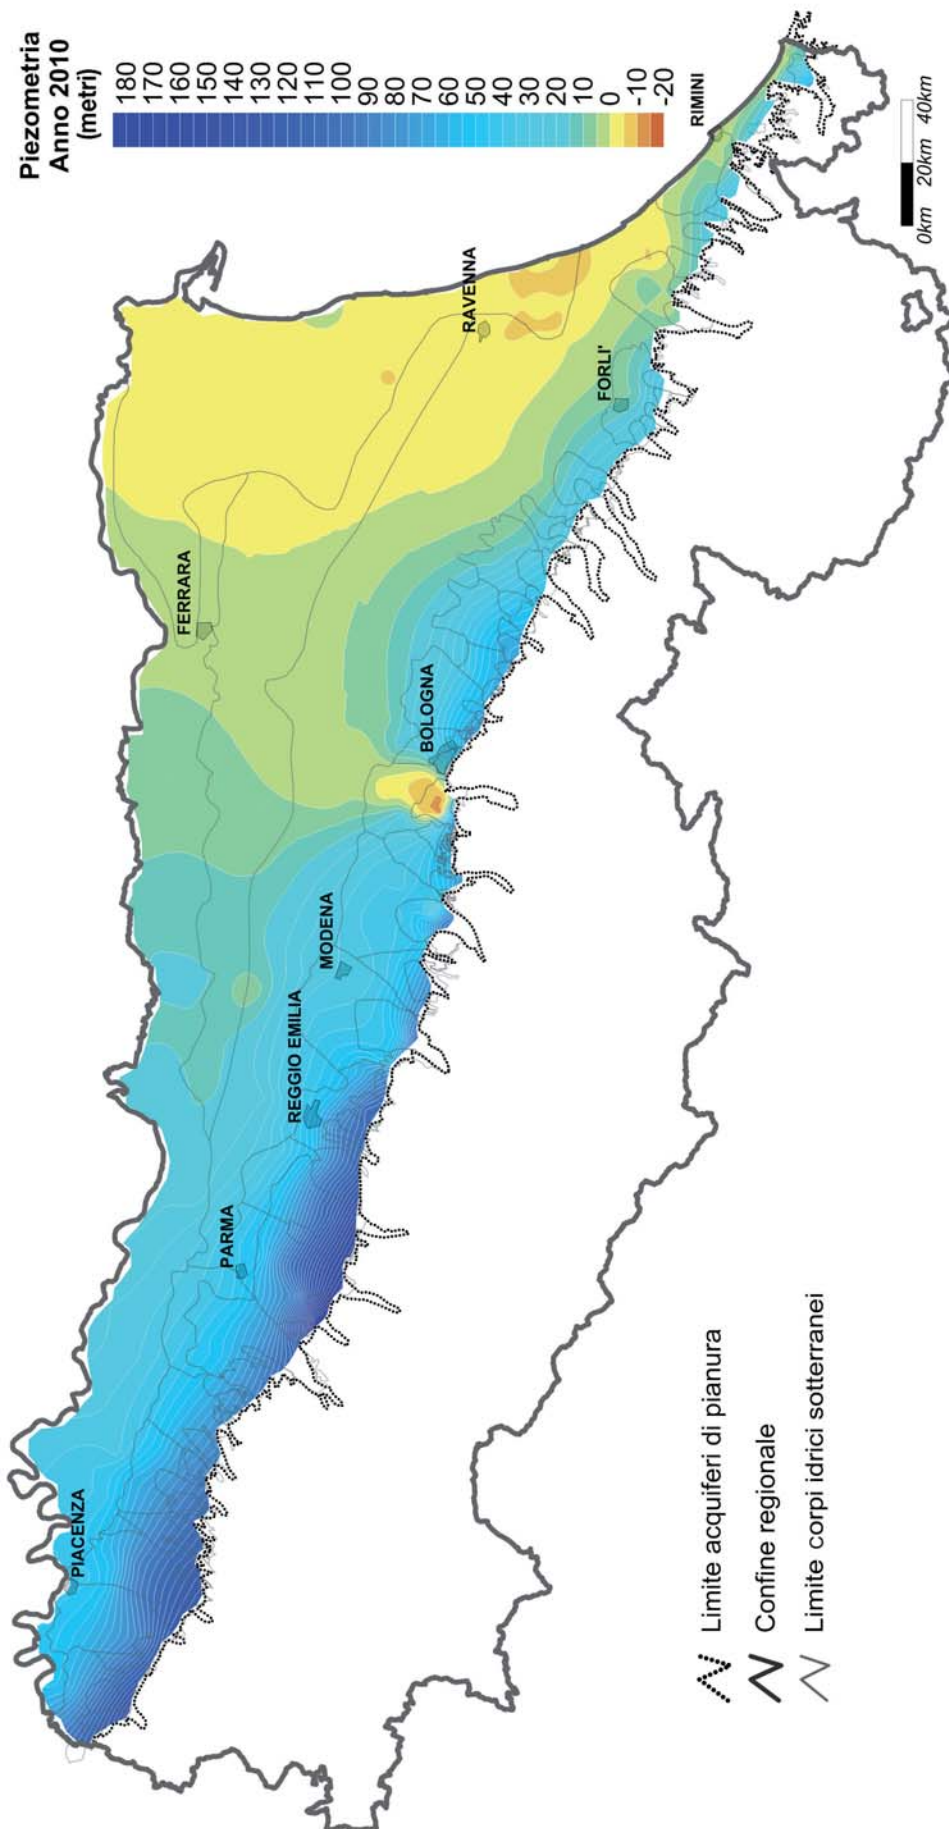 Piezometria
Anno 2010
(metri)
180
170
160
150
140
130
120
110
100
90
80
70
60
50
40
30
20
10
0
-10
-20
PIACENZA
PARMA
REGGIO EMILIA
MODENA
BOLOGNA
FERRARA
RAVENNA
FORLI'
RIMINI
0km 20km 40km
Limite acquiferi di pianura
Confine regionale
Limite corpi idrici sotterranei